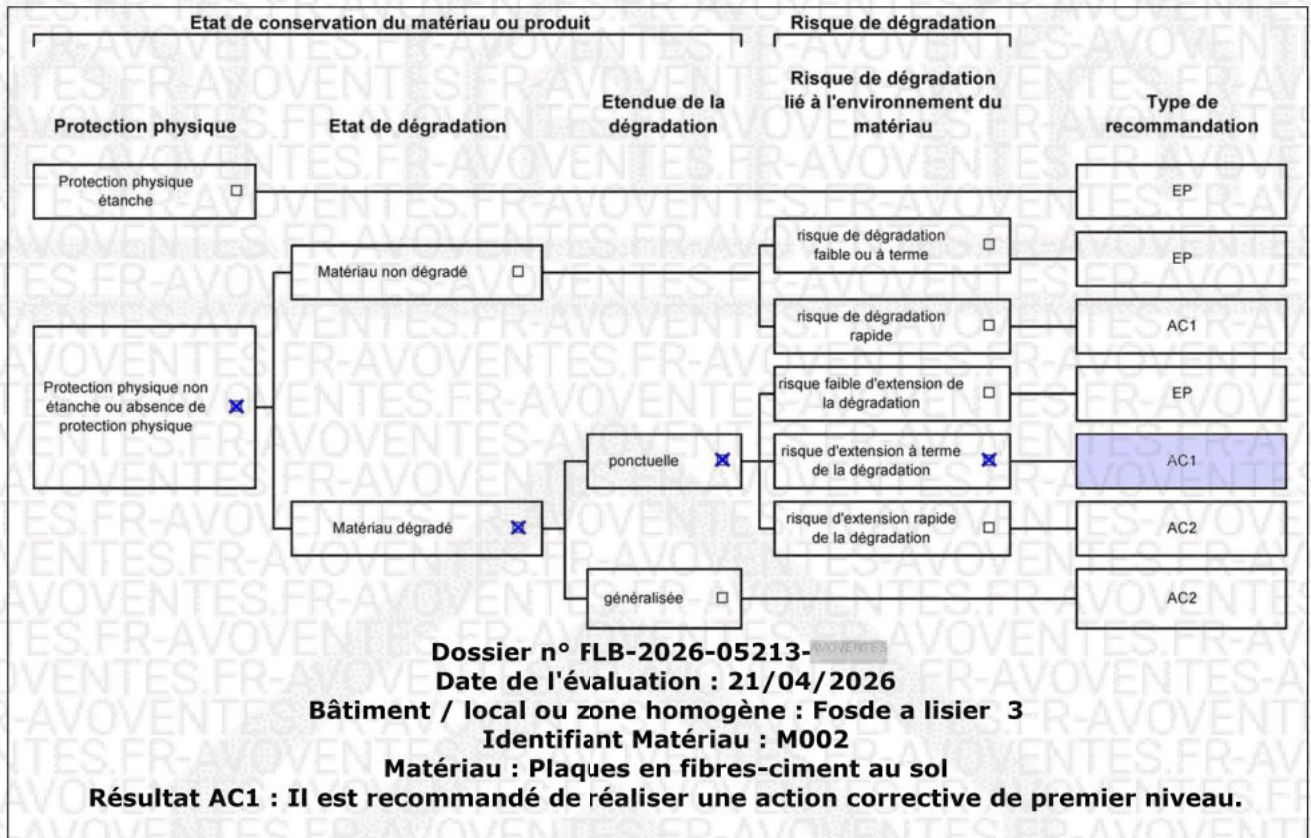 Etat de conservation du matériau ou produit
Risque de dégradation
Protection physique
Etat de dégradation
Etendue de la
dégradation
Risque de dégradation
lié à l'environnement du
matériau
Type de
recommandation
Protection physique
étanche
EP
risque de dégradation
faible ou à terme
EP
Matériau non dégradé
risque de dégradation
rapide
AC1
Protection physique non
étanche ou absence de
protection physique
risque faible d'extension de
la dégradation
EP
ponctuelle
risque d'extension à terme
de la dégradation
AC1
Matériau dégradé
risque d'extension rapide
de la dégradation
AC2
généralisée
AC2
Dossier n° FLB-2026-05213-
AVOVENTES
Date de l'évaluation : 21/04/2026
Bâtiment / local ou zone homogène : Fosde a lisier 3
Identifiant Matériau : M002
Matériau : Plaques en fibres-ciment au sol
Résultat AC1 : Il est recommandé de réaliser une action corrective de premier niveau.